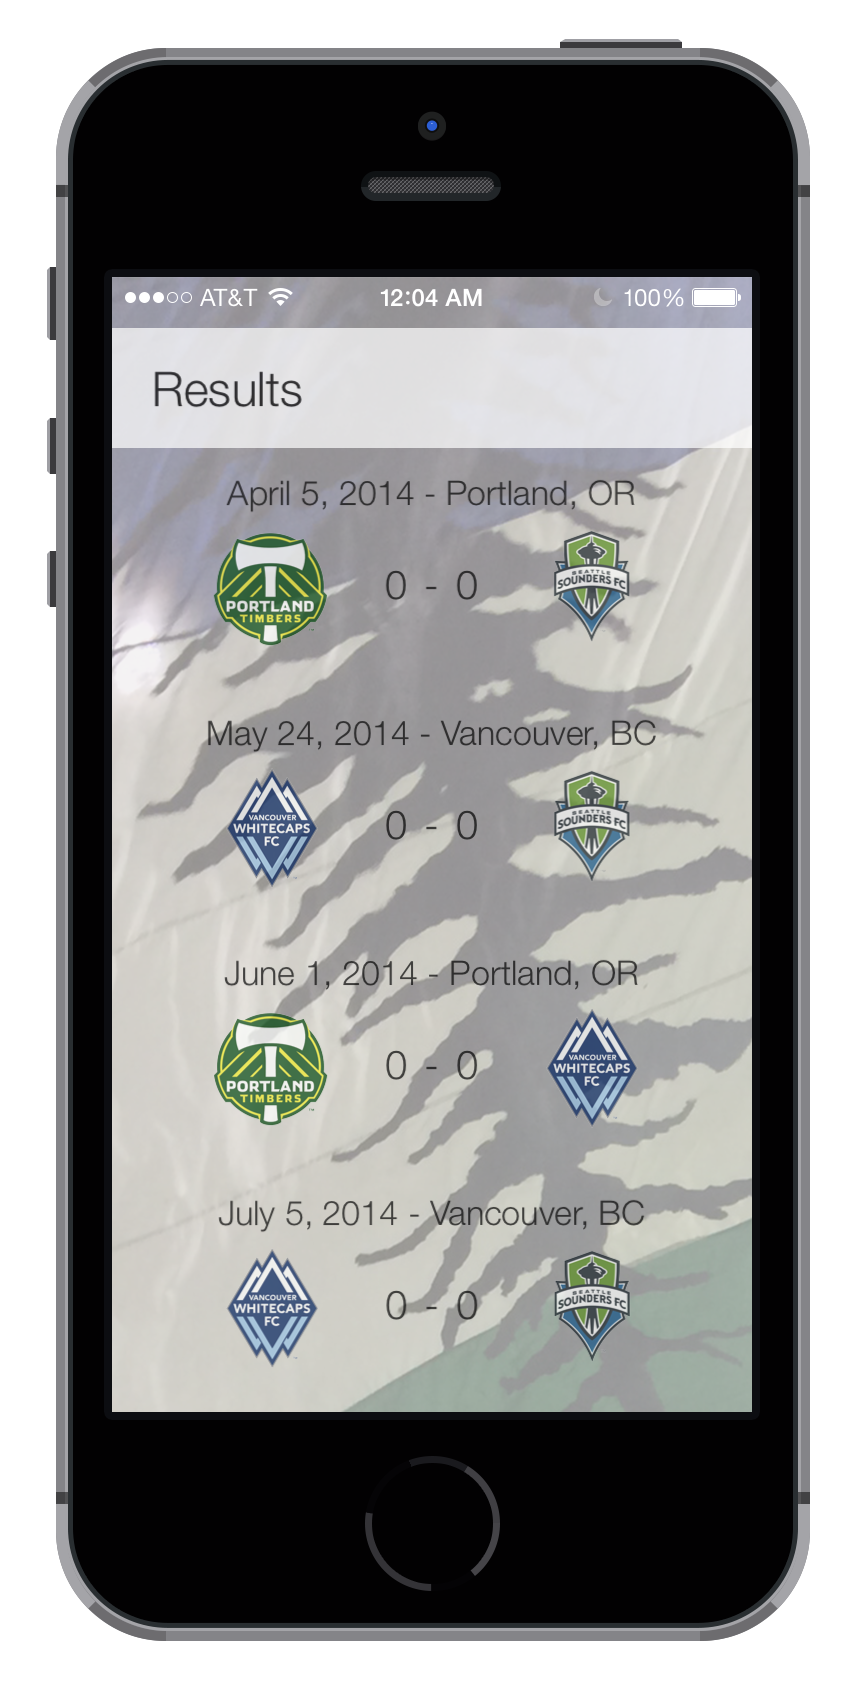 AT&T 12:04 AM 100%
Results
April 5, 2014 - Portland, OR
PORTLAND
TIMBERS
0 - 0
SEATTLE
SOUNDERS FC
May 24, 2014 - Vancouver, BC
VANCOUVER
WHITECAPS
FC
0 - 0
SEATTLE
SOUNDERS FC
June 1, 2014 - Portland, OR
PORTLAND
TIMBERS
0 - 0
VANCOUVER
WHITECAPS
FC
July 5, 2014 - Vancouver, BC
VANCOUVER
WHITECAPS
FC
0 - 0
SEATTLE
SOUNDERS FC